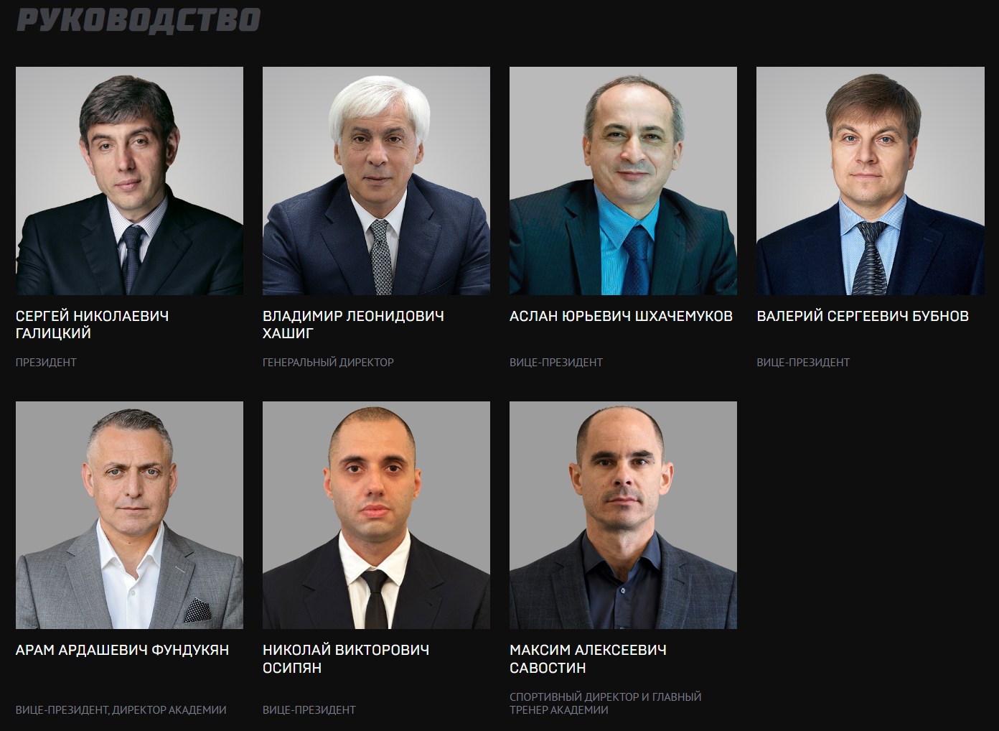 РУКОВОДСТВО
СЕРГЕЙ НИКОЛАЕВИЧ
ГАЛИЦКИЙ
ПРЕЗИДЕНТ
ВЛАДИМИР ЛЕОНИДОВИЧ
ХАШИГ
ГЕНЕРАЛЬНЫЙ ДИРЕКТОР
АСЛАН ЮРЬЕВИЧ ШХАЧЕМУКОВ
ВИЦЕ-ПРЕЗИДЕНТ
ВАЛЕРИЙ СЕРГЕЕВИЧ БУБНОВ
ВИЦЕ-ПРЕЗИДЕНТ
АРАМ АРДАШЕВИЧ ФУНДУКЯН
ВИЦЕ-ПРЕЗИДЕНТ, ДИРЕКТОР АКАДЕМИИ
НИКОЛАЙ ВИКТОРОВИЧ
ОСИПЯН
ВИЦЕ-ПРЕЗИДЕНТ
МАКСИМ АЛЕКСЕЕВИЧ
САВОСТИН
СПОРТИВНЫЙ ДИРЕКТОР И ГЛАВНЫЙ
ТРЕНЕР АКАДЕМИИ